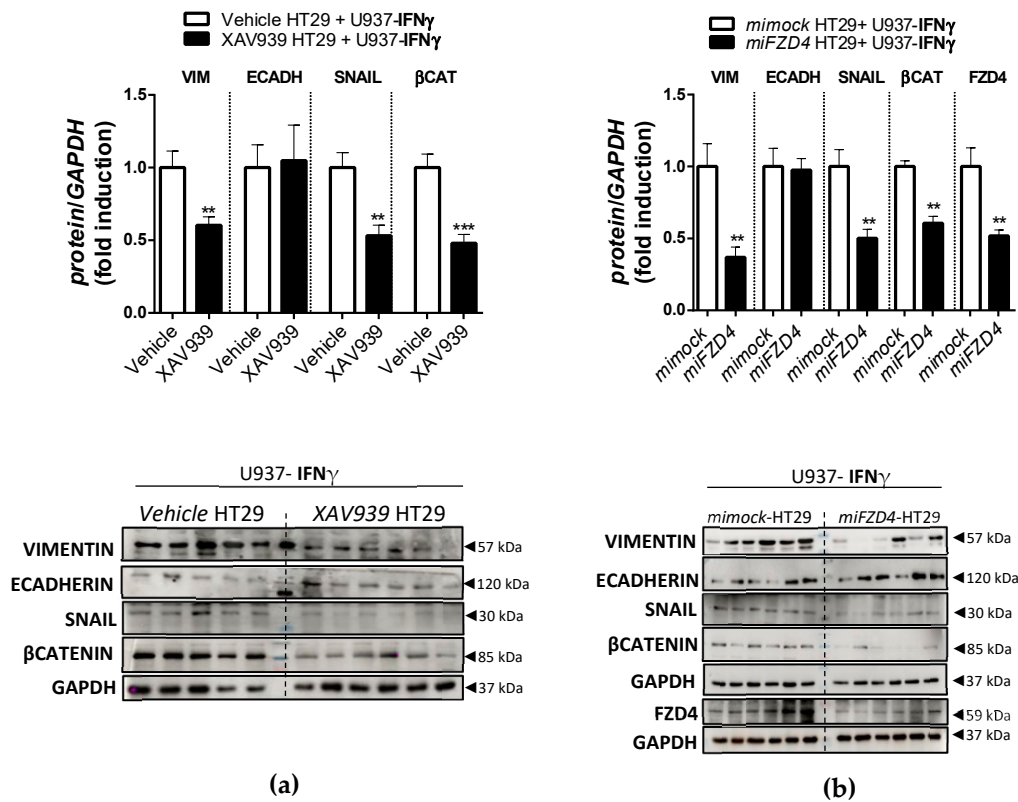 Vehicle HT29 + U937-IFNγ
XAV939 HT29 + U937-IFNγ
VIM ECADH SNAIL βCAT
protein/GAPDH
(fold induction)
1.5
1.0
0.5
0.0
** ** ***
Vehicle XAV939 Vehicle XAV939 Vehicle XAV939 Vehicle XAV939
U937- IFNγ
Vehicle HT29 XAV939 HT29
VIMENTIN 57 kDa
ECADHERIN 120 kDa
SNAIL 30 kDa
βCATENIN 85 kDa
GAPDH 37 kDa
(a)
mimock HT29+ U937-IFNγ
miFZD4 HT29+ U937-IFNγ
VIM ECADH SNAIL βCAT FZD4
protein/GAPDH
(fold induction)
1.5
1.0
0.5
0.0
** ** ** **
mimock miFZD4 mimock miFZD4 mimock miFZD4 mimock miFZD4 mimock miFZD4
U937- IFNγ
mimock-HT29 miFZD4-HT29
VIMENTIN 57 kDa
ECADHERIN 120 kDa
SNAIL 30 kDa
βCATENIN 85 kDa
GAPDH 37 kDa
FZD4 59 kDa
GAPDH 37 kDa
(b)